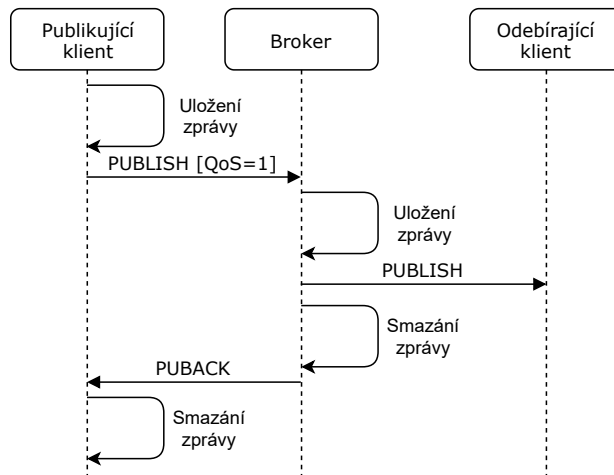 Publikující
klient
Broker
Odebírající
klient
Uložení
zprávy
PUBLISH [QoS=1]
Uložení
zprávy
PUBLISH
Smazání
zprávy
PUBACK
Smazání
zprávy